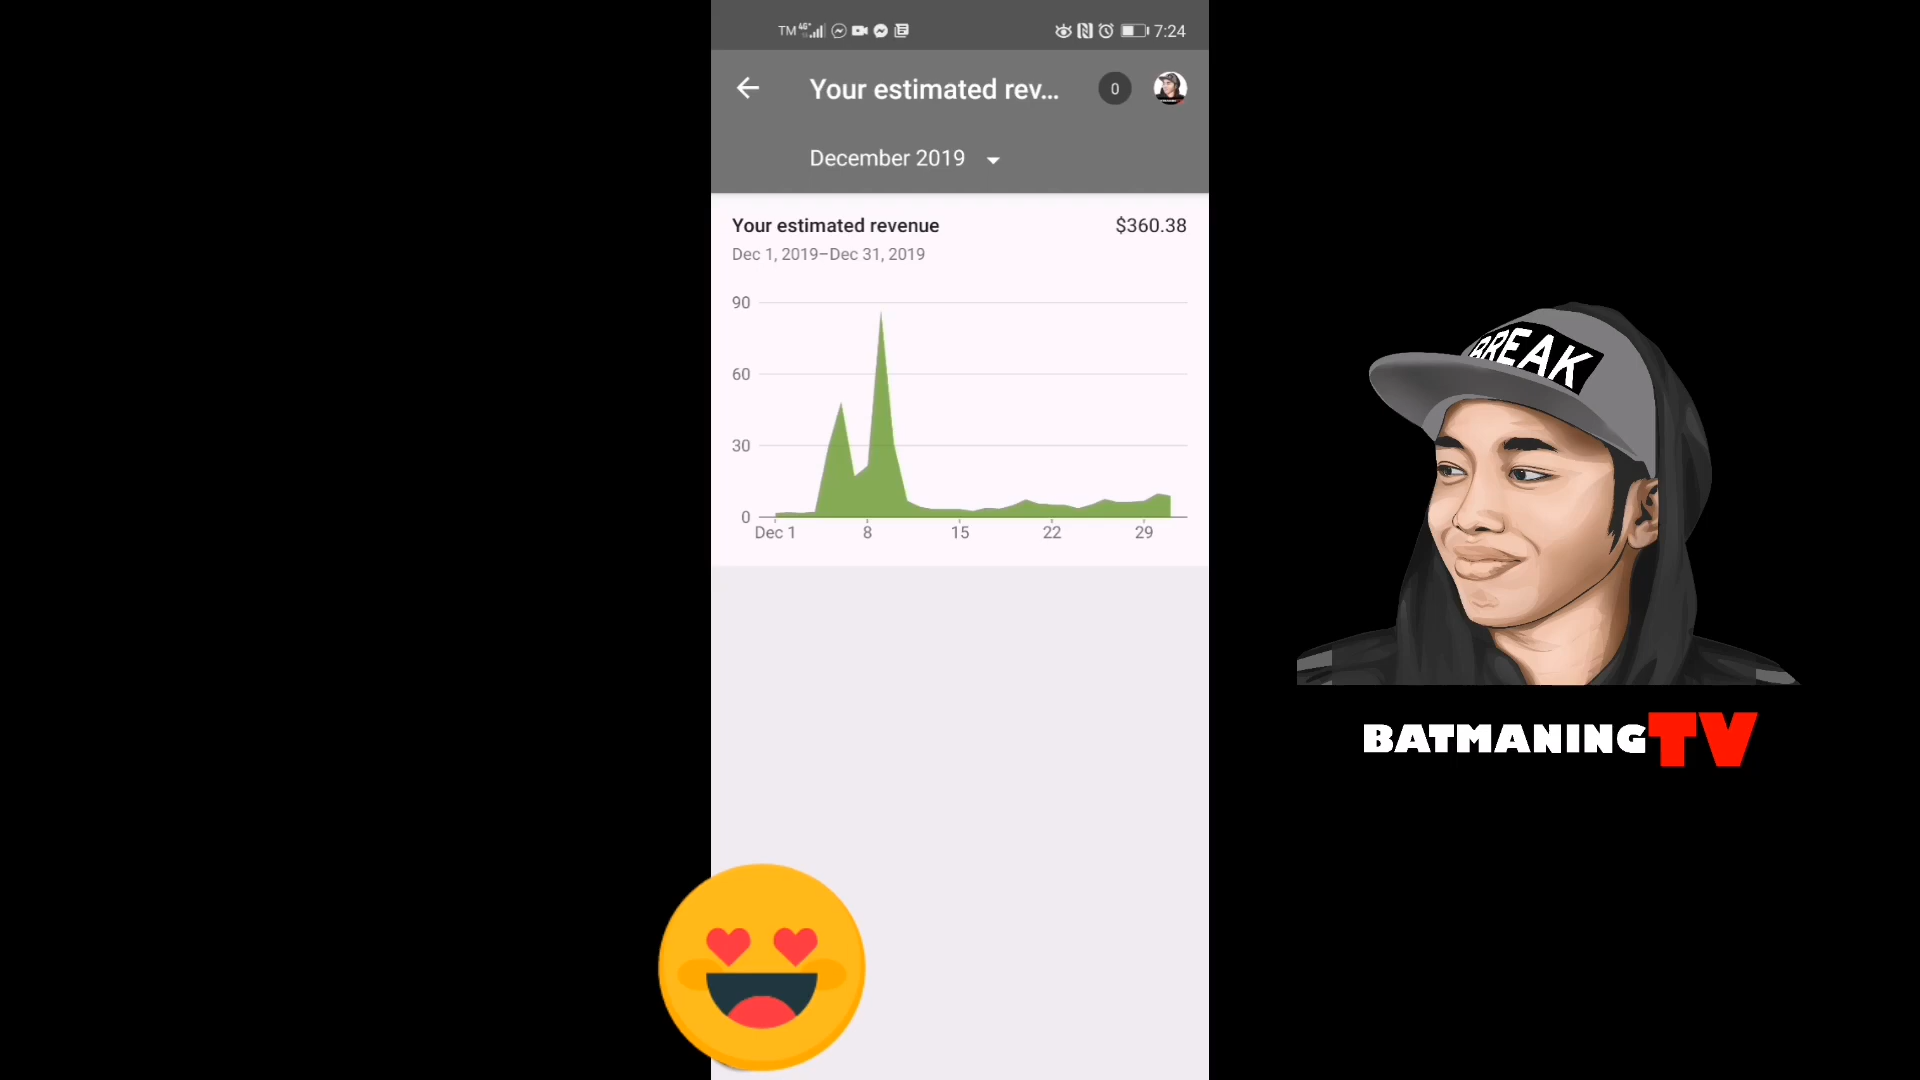 TM 4G+ 7:24
Your estimated rev... 0
December 2019
Your estimated revenue $360.38
Dec 1, 2019–Dec 31, 2019
90
60
30
0
Dec 1 8 15 22 29
BREAK
BATMANINGTV